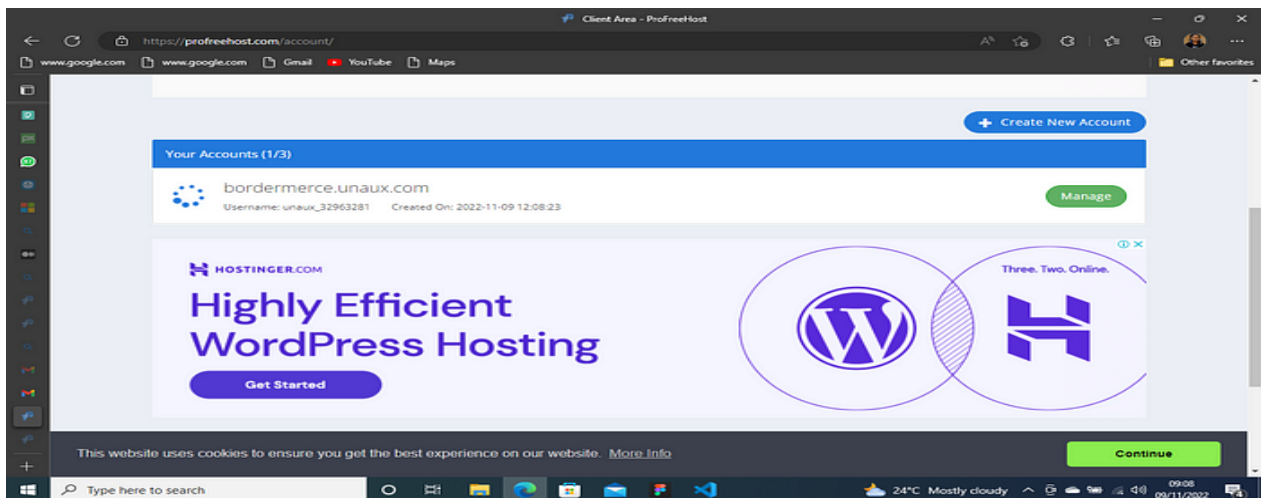 Client Area - ProFreeHost
https://profreehost.com/account/
www.google.com www.google.com Gmail YouTube Maps Other favorites
+ Create New Account
Your Accounts (1/3)
bordermerce.unaux.com
Username: unaux_32963281 Created On: 2022-11-09 12:08:23
Manage
HOSTINGER.COM
Three. Two. Online.
Highly Efficient
WordPress Hosting
Get Started
This website uses cookies to ensure you get the best experience on our website. More Info
Continue
Type here to search
24°C Mostly cloudy
09:08
09/11/2022